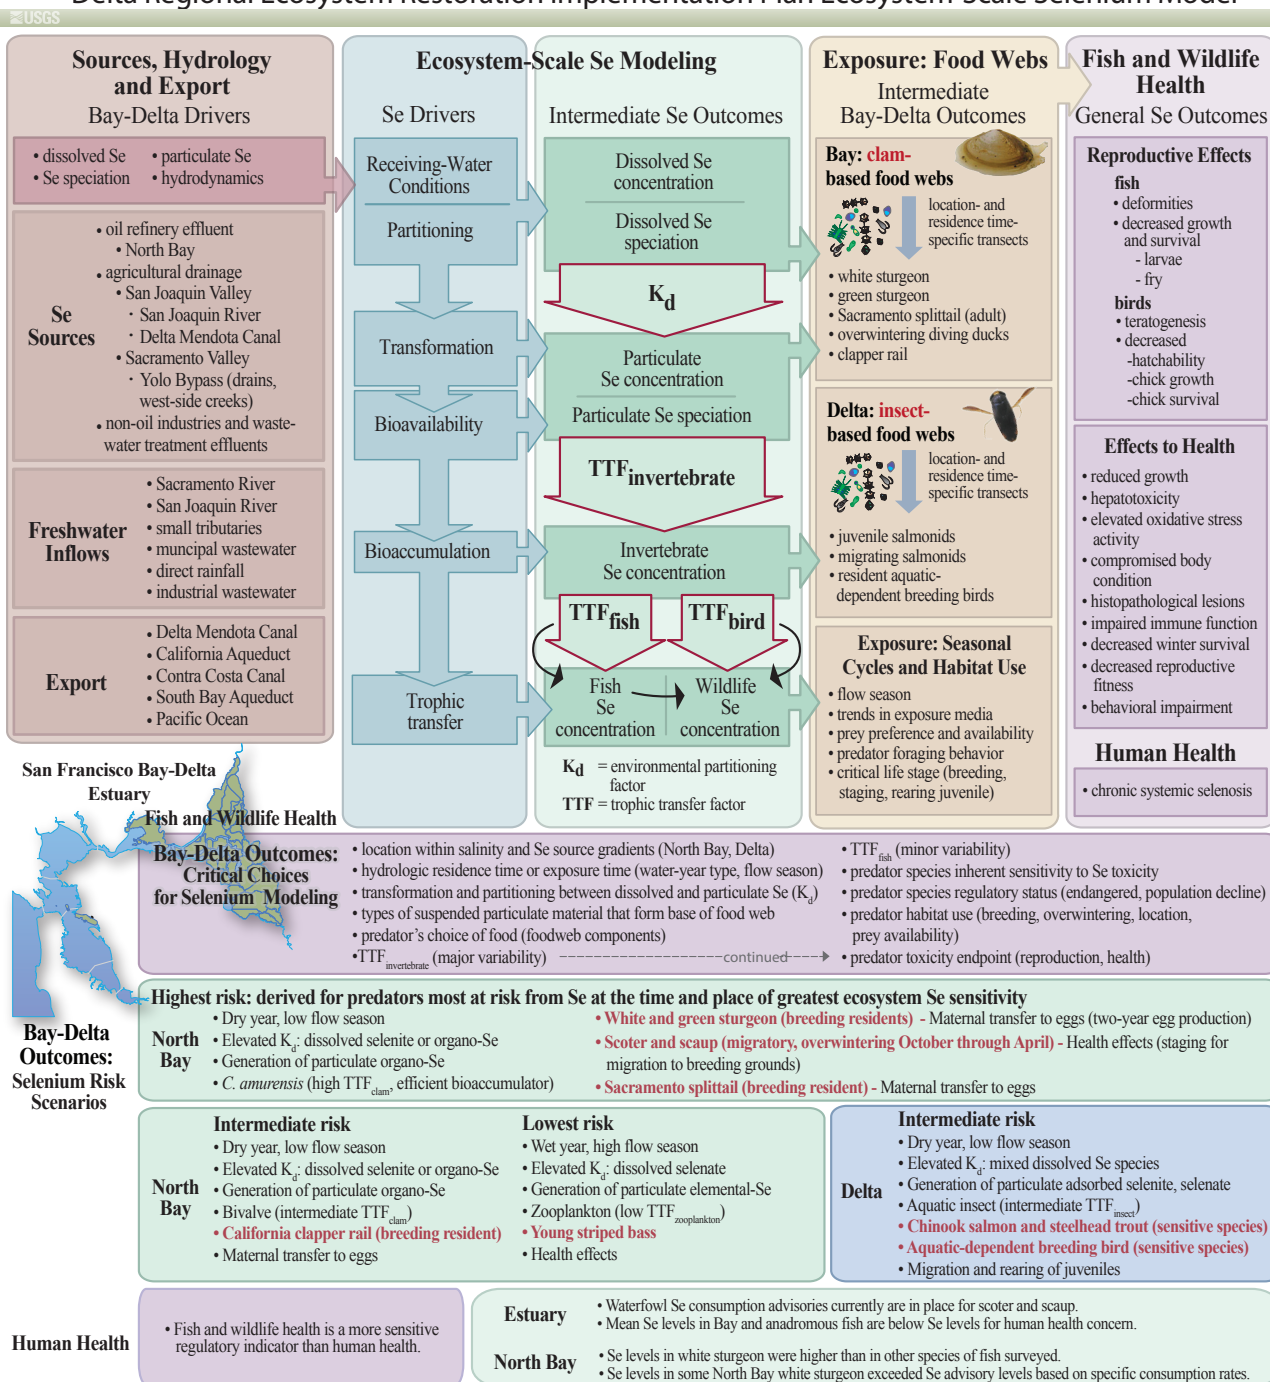 Delta Regional Ecosystem Restoration Implementation Plan Ecosystem-Scale Selenium Model
USGS
Sources, Hydrology
and Export
Bay-Delta Drivers
• dissolved Se
• Se speciation
• particulate Se
• hydrodynamics
Se
Sources
• oil refinery effluent
• North Bay
• agricultural drainage
• San Joaquin Valley
· San Joaquin River
· Delta Mendota Canal
• Sacramento Valley
· Yolo Bypass (drains,
west-side creeks)
• non-oil industries and waste-
water treatment effluents
Freshwater
Inflows
• Sacramento River
• San Joaquin River
• small tributaries
• muncipal wastewater
• direct rainfall
• industrial wastewater
Export
• Delta Mendota Canal
• California Aqueduct
• Contra Costa Canal
• South Bay Aqueduct
• Pacific Ocean
Ecosystem-Scale Se Modeling
Se Drivers
Receiving-Water
Conditions
Partitioning
Transformation
Bioavailability
Bioaccumulation
Trophic
transfer
Intermediate Se Outcomes
Dissolved Se
concentration
Dissolved Se
speciation
Kd
Particulate
Se concentration
Particulate Se speciation
TTFinvertebrate
Invertebrate
Se concentration
TTFfish
TTFbird
Fish
Se
concentration
Wildlife
Se
concentration
Kd = environmental partitioning
factor
TTF = trophic transfer factor
Exposure: Food Webs
Intermediate
Bay-Delta Outcomes
Bay: clam-
based food webs
location- and
residence time-
specific transects
• white sturgeon
• green sturgeon
• Sacramento splittail (adult)
• overwintering diving ducks
• clapper rail
Delta: insect-
based food webs
location- and
residence time-
specific transects
• juvenile salmonids
• migrating salmonids
• resident aquatic-
dependent breeding birds
Exposure: Seasonal
Cycles and Habitat Use
• flow season
• trends in exposure media
• prey preference and availability
• predator foraging behavior
• critical life stage (breeding,
staging, rearing juvenile)
Fish and Wildlife
Health
General Se Outcomes
Reproductive Effects
fish
• deformities
• decreased growth
and survival
- larvae
- fry
birds
• teratogenesis
• decreased
-hatchability
-chick growth
-chick survival
Effects to Health
• reduced growth
• hepatotoxicity
• elevated oxidative stress
activity
• compromised body
condition
• histopathological lesions
• impaired immune function
• decreased winter survival
• decreased reproductive
fitness
• behavioral impairment
Human Health
• chronic systemic selenosis
San Francisco Bay-Delta
Estuary
Fish and Wildlife Health
Bay-Delta Outcomes:
Critical Choices
for Selenium Modeling
• location within salinity and Se source gradients (North Bay, Delta)
• hydrologic residence time or exposure time (water-year type, flow season)
• transformation and partitioning between dissolved and particulate Se (Kd)
• types of suspended particulate material that form base of food web
• predator's choice of food (foodweb components)
•TTFinvertebrate (major variability)
continued
• TTFfish (minor variability)
• predator species inherent sensitivity to Se toxicity
• predator species regulatory status (endangered, population decline)
• predator habitat use (breeding, overwintering, location,
prey availability)
• predator toxicity endpoint (reproduction, health)
Bay-Delta
Outcomes:
Selenium Risk
Scenarios
Highest risk: derived for predators most at risk from Se at the time and place of greatest ecosystem Se sensitivity
North
Bay
• Dry year, low flow season
• Elevated Kd: dissolved selenite or organo-Se
• Generation of particulate organo-Se
• C. amurensis (high TTFclam, efficient bioaccumulator)
• White and green sturgeon (breeding residents) - Maternal transfer to eggs (two-year egg production)
• Scoter and scaup (migratory, overwintering October through April) - Health effects (staging for
migration to breeding grounds)
• Sacramento splittail (breeding resident) - Maternal transfer to eggs
North
Bay
Intermediate risk
• Dry year, low flow season
• Elevated Kd: dissolved selenite or organo-Se
• Generation of particulate organo-Se
• Bivalve (intermediate TTFclam)
• California clapper rail (breeding resident)
• Maternal transfer to eggs
Lowest risk
• Wet year, high flow season
• Elevated Kd: dissolved selenate
• Generation of particulate elemental-Se
• Zooplankton (low TTFzooplankton)
• Young striped bass
• Health effects
Delta
Intermediate risk
• Dry year, low flow season
• Elevated Kd: mixed dissolved Se species
• Generation of particulate adsorbed selenite, selenate
• Aquatic insect (intermediate TTFinsect)
• Chinook salmon and steelhead trout (sensitive species)
• Aquatic-dependent breeding bird (sensitive species)
• Migration and rearing of juveniles
Human Health
• Fish and wildlife health is a more sensitive
regulatory indicator than human health.
Estuary
• Waterfowl Se consumption advisories currently are in place for scoter and scaup.
• Mean Se levels in Bay and anadromous fish are below Se levels for human health concern.
North Bay
• Se levels in white sturgeon were higher than in other species of fish surveyed.
• Se levels in some North Bay white sturgeon exceeded Se advisory levels based on specific consumption rates.